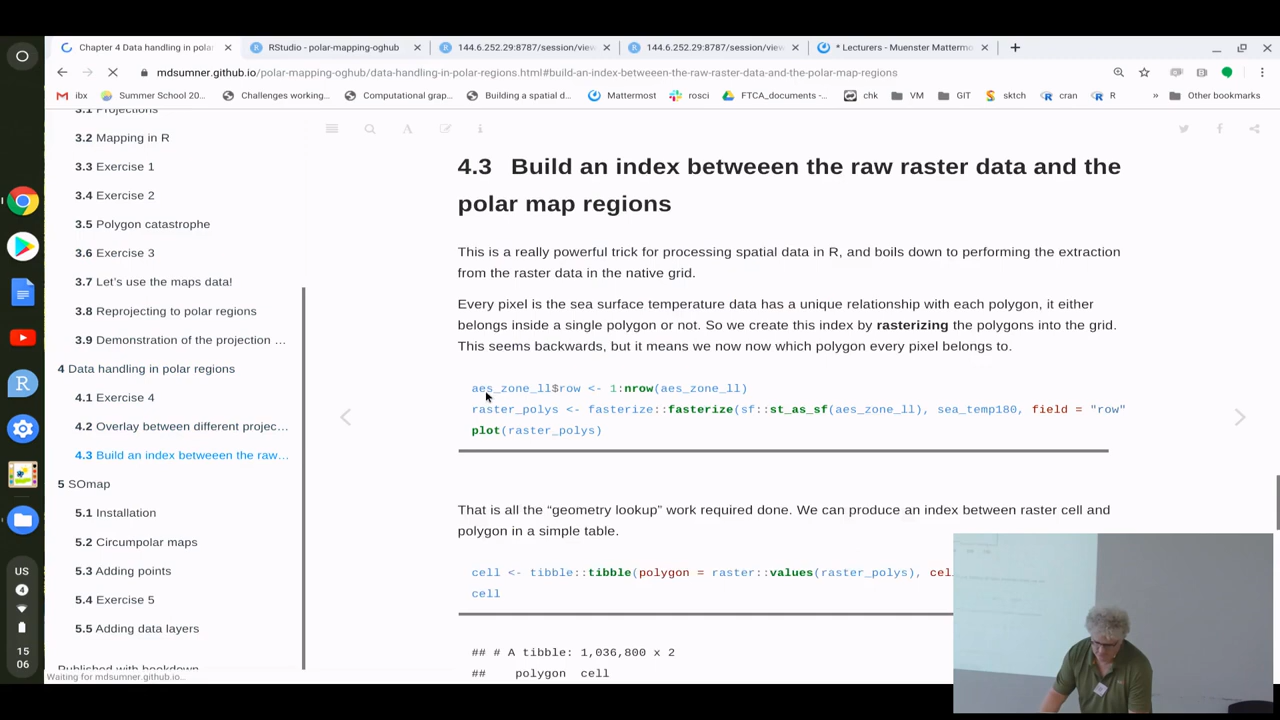 Chapter 4 Data handling in pola
RStudio - polar-mapping-oghub
144.6.252.29:8787/session/view
144.6.252.29:8787/session/view
* Lecturers - Muenster Mattermo
mdsumner.github.io/polar-mapping-oghub/data-handling-in-polar-regions.html#build-an-index-betweeen-the-raw-raster-data-and-the-polar-map-regions
ibx
Summer School 20...
Challenges working...
Computational grap...
Building a spatial d...
Mattermost
rosci
FTCA_documents -...
chk
VM
GIT
sktch
cran
R
»
Other bookmarks
3.1 Projections
3.2 Mapping in R
3.3 Exercise 1
3.4 Exercise 2
3.5 Polygon catastrophe
3.6 Exercise 3
3.7 Let's use the maps data!
3.8 Reprojecting to polar regions
3.9 Demonstration of the projection ...
4 Data handling in polar regions
4.1 Exercise 4
4.2 Overlay between different projec...
4.3 Build an index betweeen the raw...
5 SOmap
5.1 Installation
5.2 Circumpolar maps
5.3 Adding points
5.4 Exercise 5
5.5 Adding data layers
Published with bookdown
Waiting for mdsumner.github.io...
4.3 Build an index betweeen the raw raster data and the
polar map regions
This is a really powerful trick for processing spatial data in R, and boils down to performing the extraction
from the raster data in the native grid.
Every pixel is the sea surface temperature data has a unique relationship with each polygon, it either
belongs inside a single polygon or not. So we create this index by rasterizing the polygons into the grid.
This seems backwards, but it means we now now which polygon every pixel belongs to.
aes_zone_ll$row <- 1:nrow(aes_zone_ll)
raster_polys <- fasterize::fasterize(sf::st_as_sf(aes_zone_ll), sea_temp180, field = "row"
plot(raster_polys)
That is all the "geometry lookup" work required done. We can produce an index between raster cell and
polygon in a simple table.
cell <- tibble::tibble(polygon = raster::values(raster_polys), cel
cell
## # A tibble: 1,036,800 x 2
## polygon cell
US
4
15
06